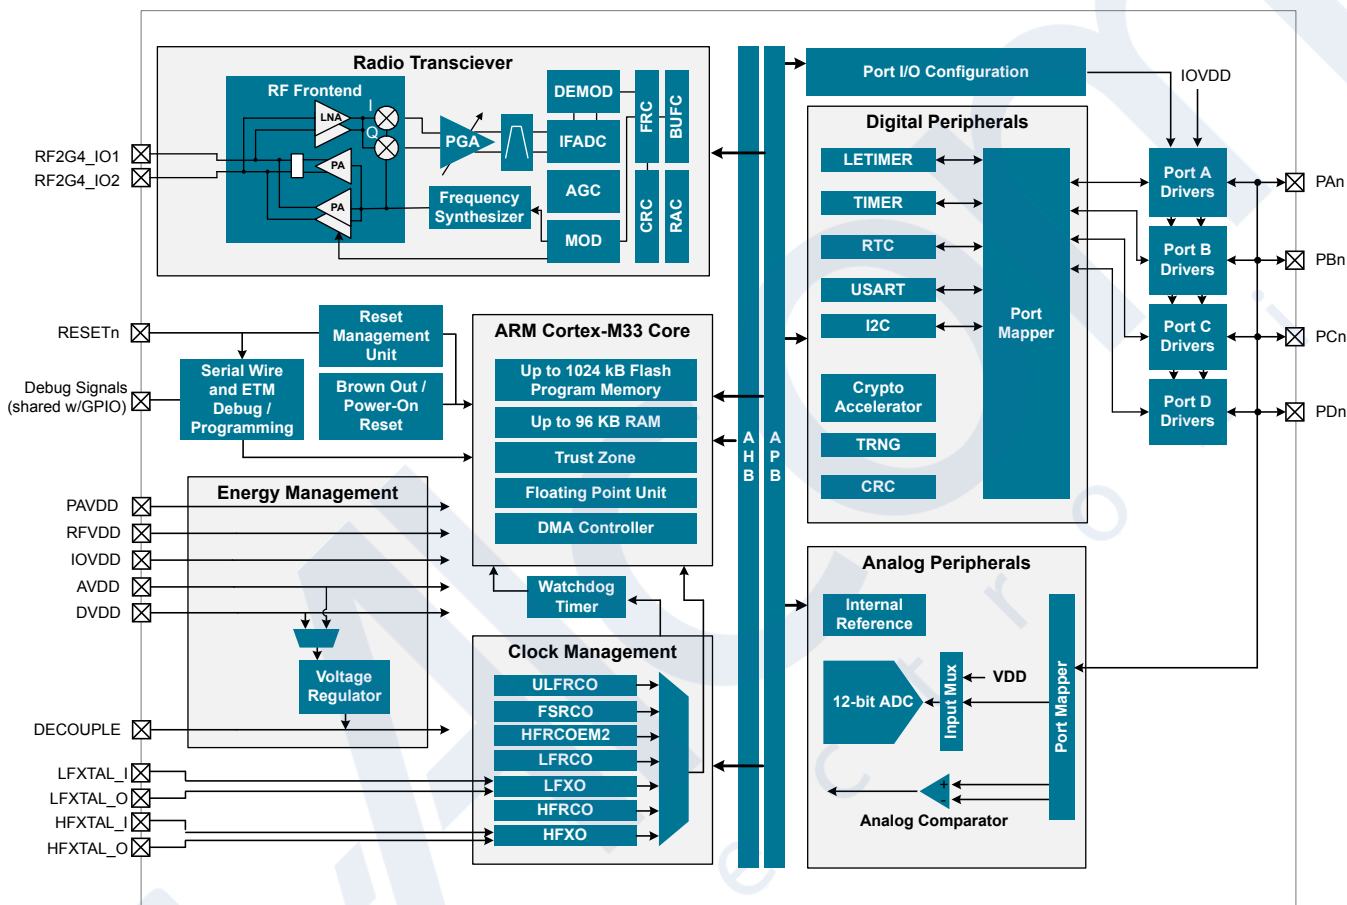 Radio Transciever
RF Frontend
LNA
I
Q
PA
PA
PGA
DEMOD
IFADC
AGC
MOD
FRC
BUFC
CRC
RAC
Frequency
Synthesizer
RF2G4_IO1
RF2G4_IO2
RESETn
Debug Signals
(shared w/GPIO)
Reset
Management
Unit
Serial Wire
and ETM
Debug /
Programming
Brown Out /
Power-On
Reset
ARM Cortex-M33 Core
Up to 1024 kB Flash
Program Memory
Up to 96 KB RAM
Trust Zone
Floating Point Unit
DMA Controller
Energy Management
PAVDD
RFVDD
IOVDD
AVDD
DVDD
Voltage
Regulator
DECOUPLE
Watchdog
Timer
Clock Management
ULFRCO
FSRCO
HFRCOEM2
LFRCO
LFXO
HFRCO
HFXO
LFXTAL_I
LFXTAL_O
HFXTAL_I
HFXTAL_O
AHB
APB
Port I/O Configuration
IOVDD
Digital Peripherals
LETIMER
TIMER
RTC
USART
I2C
Crypto
Accelerator
TRNG
CRC
Port
Mapper
Port A
Drivers
Port B
Drivers
Port C
Drivers
Port D
Drivers
PAn
PBn
PCn
PDn
Analog Peripherals
Internal
Reference
12-bit ADC
Input Mux
VDD
Port Mapper
+
-
Analog Comparator